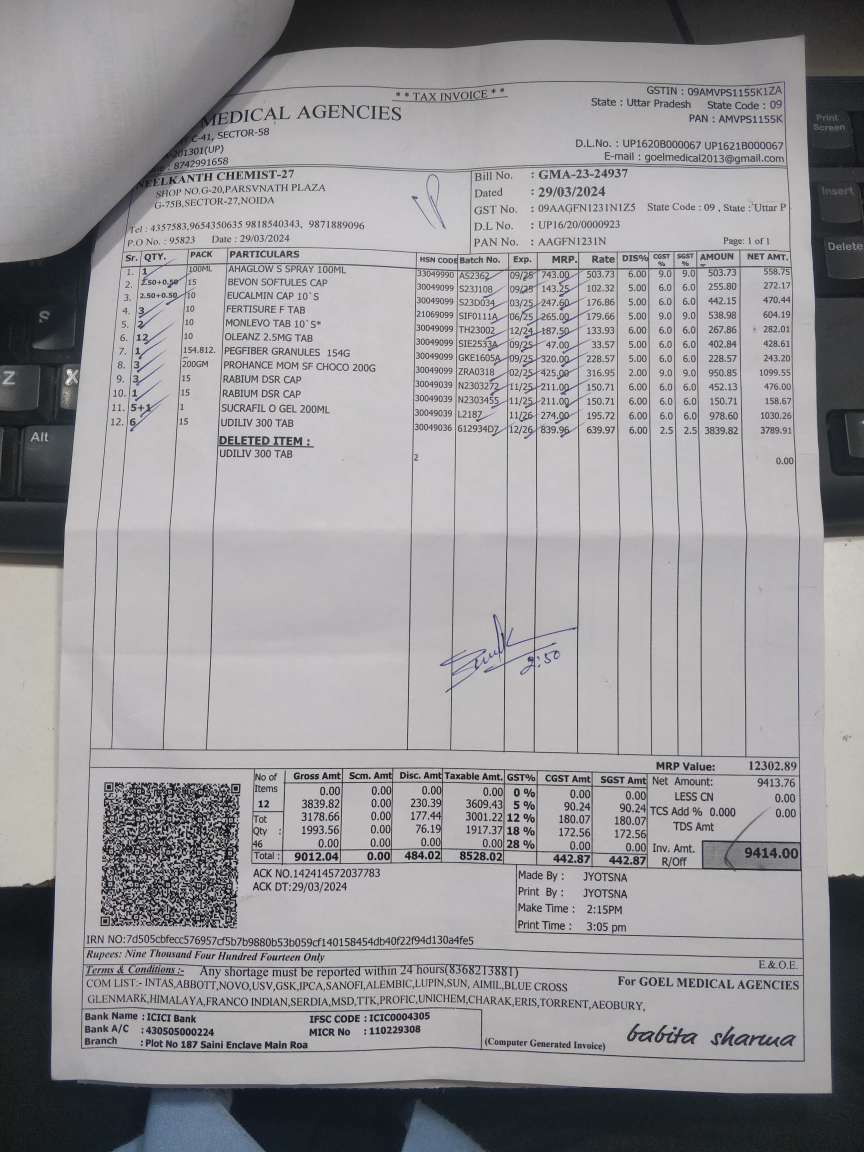 * * TAX INVOICE * *
GSTIN : 09AMVPS1155K1ZA
State : Uttar Pradesh State Code : 09
PAN : AMVPS1155K
MEDICAL AGENCIES
C-41, SECTOR-58
-201301(UP)
: 8742991658
D.L.No. : UP1620B000067 UP1621B000067
E-mail : goelmedical2013@gmail.com
NEELKANTH CHEMIST-27
SHOP NO.G-20,PARSVNATH PLAZA
G-75B,SECTOR-27,NOIDA
Tel : 4357583,9654350635 9818540343, 9871889096
P.O No. : 95823 Date : 29/03/2024
Bill No. : GMA-23-24937
Dated : 29/03/2024
GST No. : 09AAGFN1231N1Z5 State Code : 09 , State : Uttar P
D.L No. : UP16/20/0000923
PAN No. : AAGFN1231N
Page: 1 of 1
Sr. QTY. PACK PARTICULARS HSN CODE Batch No. Exp. MRP. Rate DIS% CGST % SGST % AMOUN NET AMT.
1. 1 100ML AHAGLOW S SPRAY 100ML 33049990 AS2362 09/25 743.00 503.73 6.00 9.0 9.0 503.73 558.75
2. 2.50+0.50 15 BEVON SOFTULES CAP 30049099 S23J108 09/25 143.25 102.32 5.00 6.0 6.0 255.80 272.17
3. 2.50+0.50 10 EUCALMIN CAP 10`S 30049099 S23D034 03/25 247.60 176.86 5.00 6.0 6.0 442.15 470.44
4. 3 10 FERTISURE F TAB 21069099 SIF0111A 06/25 265.00 179.66 5.00 9.0 9.0 538.98 604.19
5. 2 10 MONLEVO TAB 10`S* 30049099 TH23002 12/24 187.50 133.93 6.00 6.0 6.0 267.86 282.01
6. 12 10 OLEANZ 2.5MG TAB 30049099 SIE2533A 09/25 47.00 33.57 5.00 6.0 6.0 402.84 428.61
7. 1 154.812. PEGFIBER GRANULES 154G 30049099 GKE1605A 09/25 320.00 228.57 5.00 6.0 6.0 228.57 243.20
8. 3 200GM PROHANCE MOM SF CHOCO 200G 30049099 ZRA0318 02/25 425.00 316.95 2.00 9.0 9.0 950.85 1099.55
9. 3 15 RABIUM DSR CAP 30049039 N2303272 11/25 211.00 150.71 6.00 6.0 6.0 452.13 476.00
10. 1 15 RABIUM DSR CAP 30049039 N2303455 11/25 211.00 150.71 6.00 6.0 6.0 150.71 158.67
11. 5+1 1 SUCRAFIL O GEL 200ML 30049039 L2187 11/26 274.00 195.72 6.00 6.0 6.0 978.60 1030.26
12. 6 15 UDILIV 300 TAB 30049036 612934D7 12/26 839.96 639.97 6.00 2.5 2.5 3839.82 3789.91
DELETED ITEM :
UDILIV 300 TAB 2 0.00
2:50
MRP Value: 12302.89
No of Items 12 Tot Qty : 46
Gross Amt Scm. Amt Disc. Amt Taxable Amt. GST% CGST Amt SGST Amt
0.00 0.00 0.00 0.00 0 % 0.00 0.00
3839.82 0.00 230.39 3609.43 5 % 90.24 90.24
3178.66 0.00 177.44 3001.22 12 % 180.07 180.07
1993.56 0.00 76.19 1917.37 18 % 172.56 172.56
0.00 0.00 0.00 0.00 28 % 0.00 0.00
Total : 9012.04 0.00 484.02 8528.02 442.87 442.87
Net Amount: 9413.76
LESS CN 0.00
TCS Add % 0.000 0.00
TDS Amt
Inv. Amt. R/Off 9414.00
ACK NO.142414572037783
ACK DT:29/03/2024
Made By : JYOTSNA
Print By : JYOTSNA
Make Time : 2:15PM
Print Time : 3:05 pm
IRN NO:7d505cbfecc576957cf5b7b9880b53b059cf140158454db40f22f94d130a4fe5
Rupees: Nine Thousand Four Hundred Fourteen Only
E.&.O.E.
Terms & Conditions :- Any shortage must be reported within 24 hours(8368213881)
COM LIST:- INTAS,ABBOTT,NOVO,USV,GSK,IPCA,SANOFI,ALEMBIC,LUPIN,SUN, AIMIL,BLUE CROSS
GLENMARK,HIMALAYA,FRANCO INDIAN,SERDIA,MSD,TTK,PROFIC,UNICHEM,CHARAK,ERIS,TORRENT,AEOBURY,
For GOEL MEDICAL AGENCIES
Bank Name : ICICI Bank IFSC CODE : ICIC0004305
Bank A/C : 430505000224 MICR No : 110229308
Branch : Plot No 187 Saini Enclave Main Roa
(Computer Generated Invoice)
babita sharma
Print Screen
Insert
Delete
S
Z
X
Alt